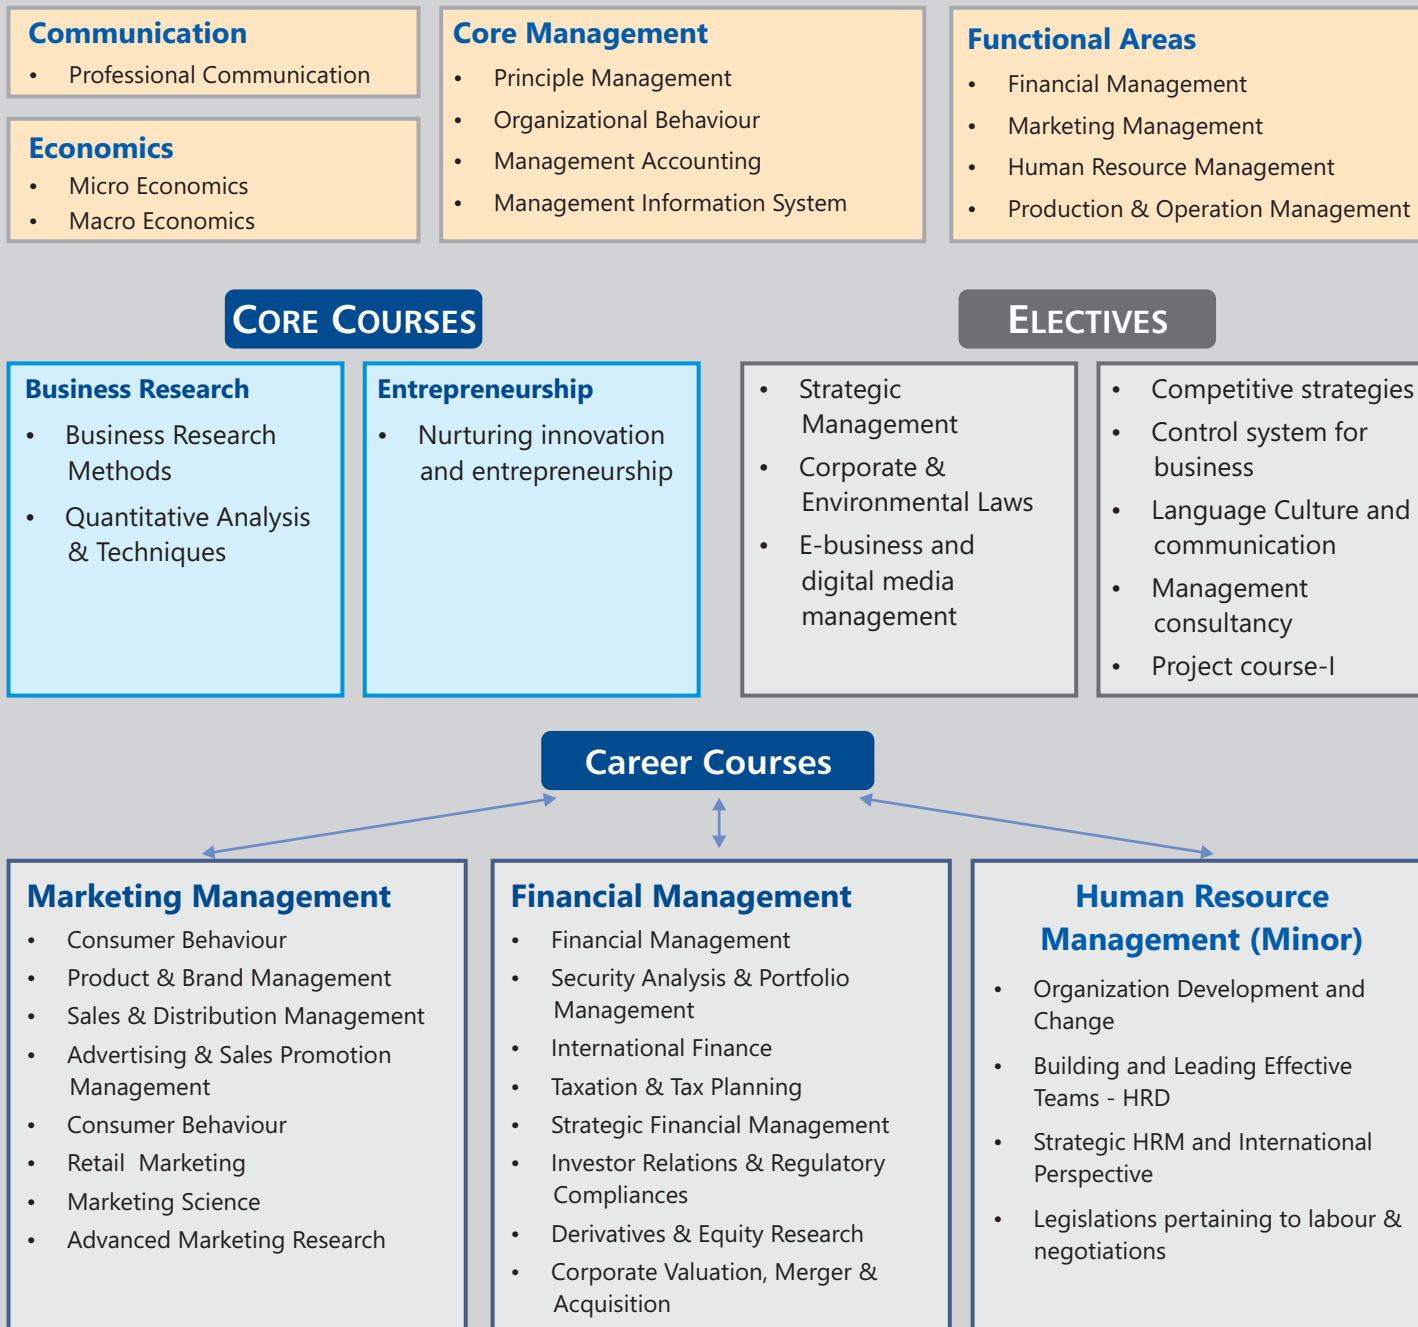 Communication
• Professional Communication
Economics
• Micro Economics
• Macro Economics
Core Management
• Principle Management
• Organizational Behaviour
• Management Accounting
• Management Information System
Functional Areas
• Financial Management
• Marketing Management
• Human Resource Management
• Production & Operation Management
CORE COURSES
Business Research
• Business Research
Methods
• Quantitative Analysis
& Techniques
Entrepreneurship
• Nurturing innovation
and entrepreneurship
ELECTIVES
• Strategic
Management
• Corporate &
Environmental Laws
• E-business and
digital media
management
• Competitive strategies
• Control system for
business
• Language Culture and
communication
• Management
consultancy
• Project course-I
Career Courses
Marketing Management
• Consumer Behaviour
• Product & Brand Management
• Sales & Distribution Management
• Advertising & Sales Promotion
Management
• Consumer Behaviour
• Retail Marketing
• Marketing Science
• Advanced Marketing Research
Financial Management
• Financial Management
• Security Analysis & Portfolio
Management
• International Finance
• Taxation & Tax Planning
• Strategic Financial Management
• Investor Relations & Regulatory
Compliances
• Derivatives & Equity Research
• Corporate Valuation, Merger &
Acquisition
Human Resource
Management (Minor)
• Organization Development and
Change
• Building and Leading Effective
Teams - HRD
• Strategic HRM and International
Perspective
• Legislations pertaining to labour &
negotiations